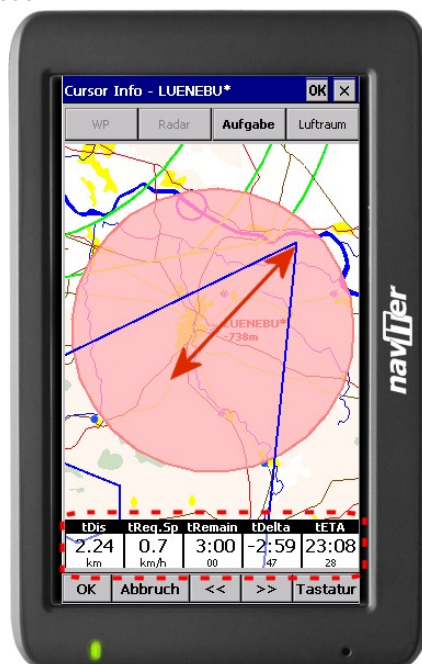 Cursor Info - LUENEBU* OK ×
WP Radar Aufgabe Luftraum
LUENEBU*
-738m
tDis tReq.Sp tRemain tDelta tETA
2.24 0.7 3:00 -2:59 23:08
km km/h 00 47 28
OK Abbruch << >> Tastatur
naviter